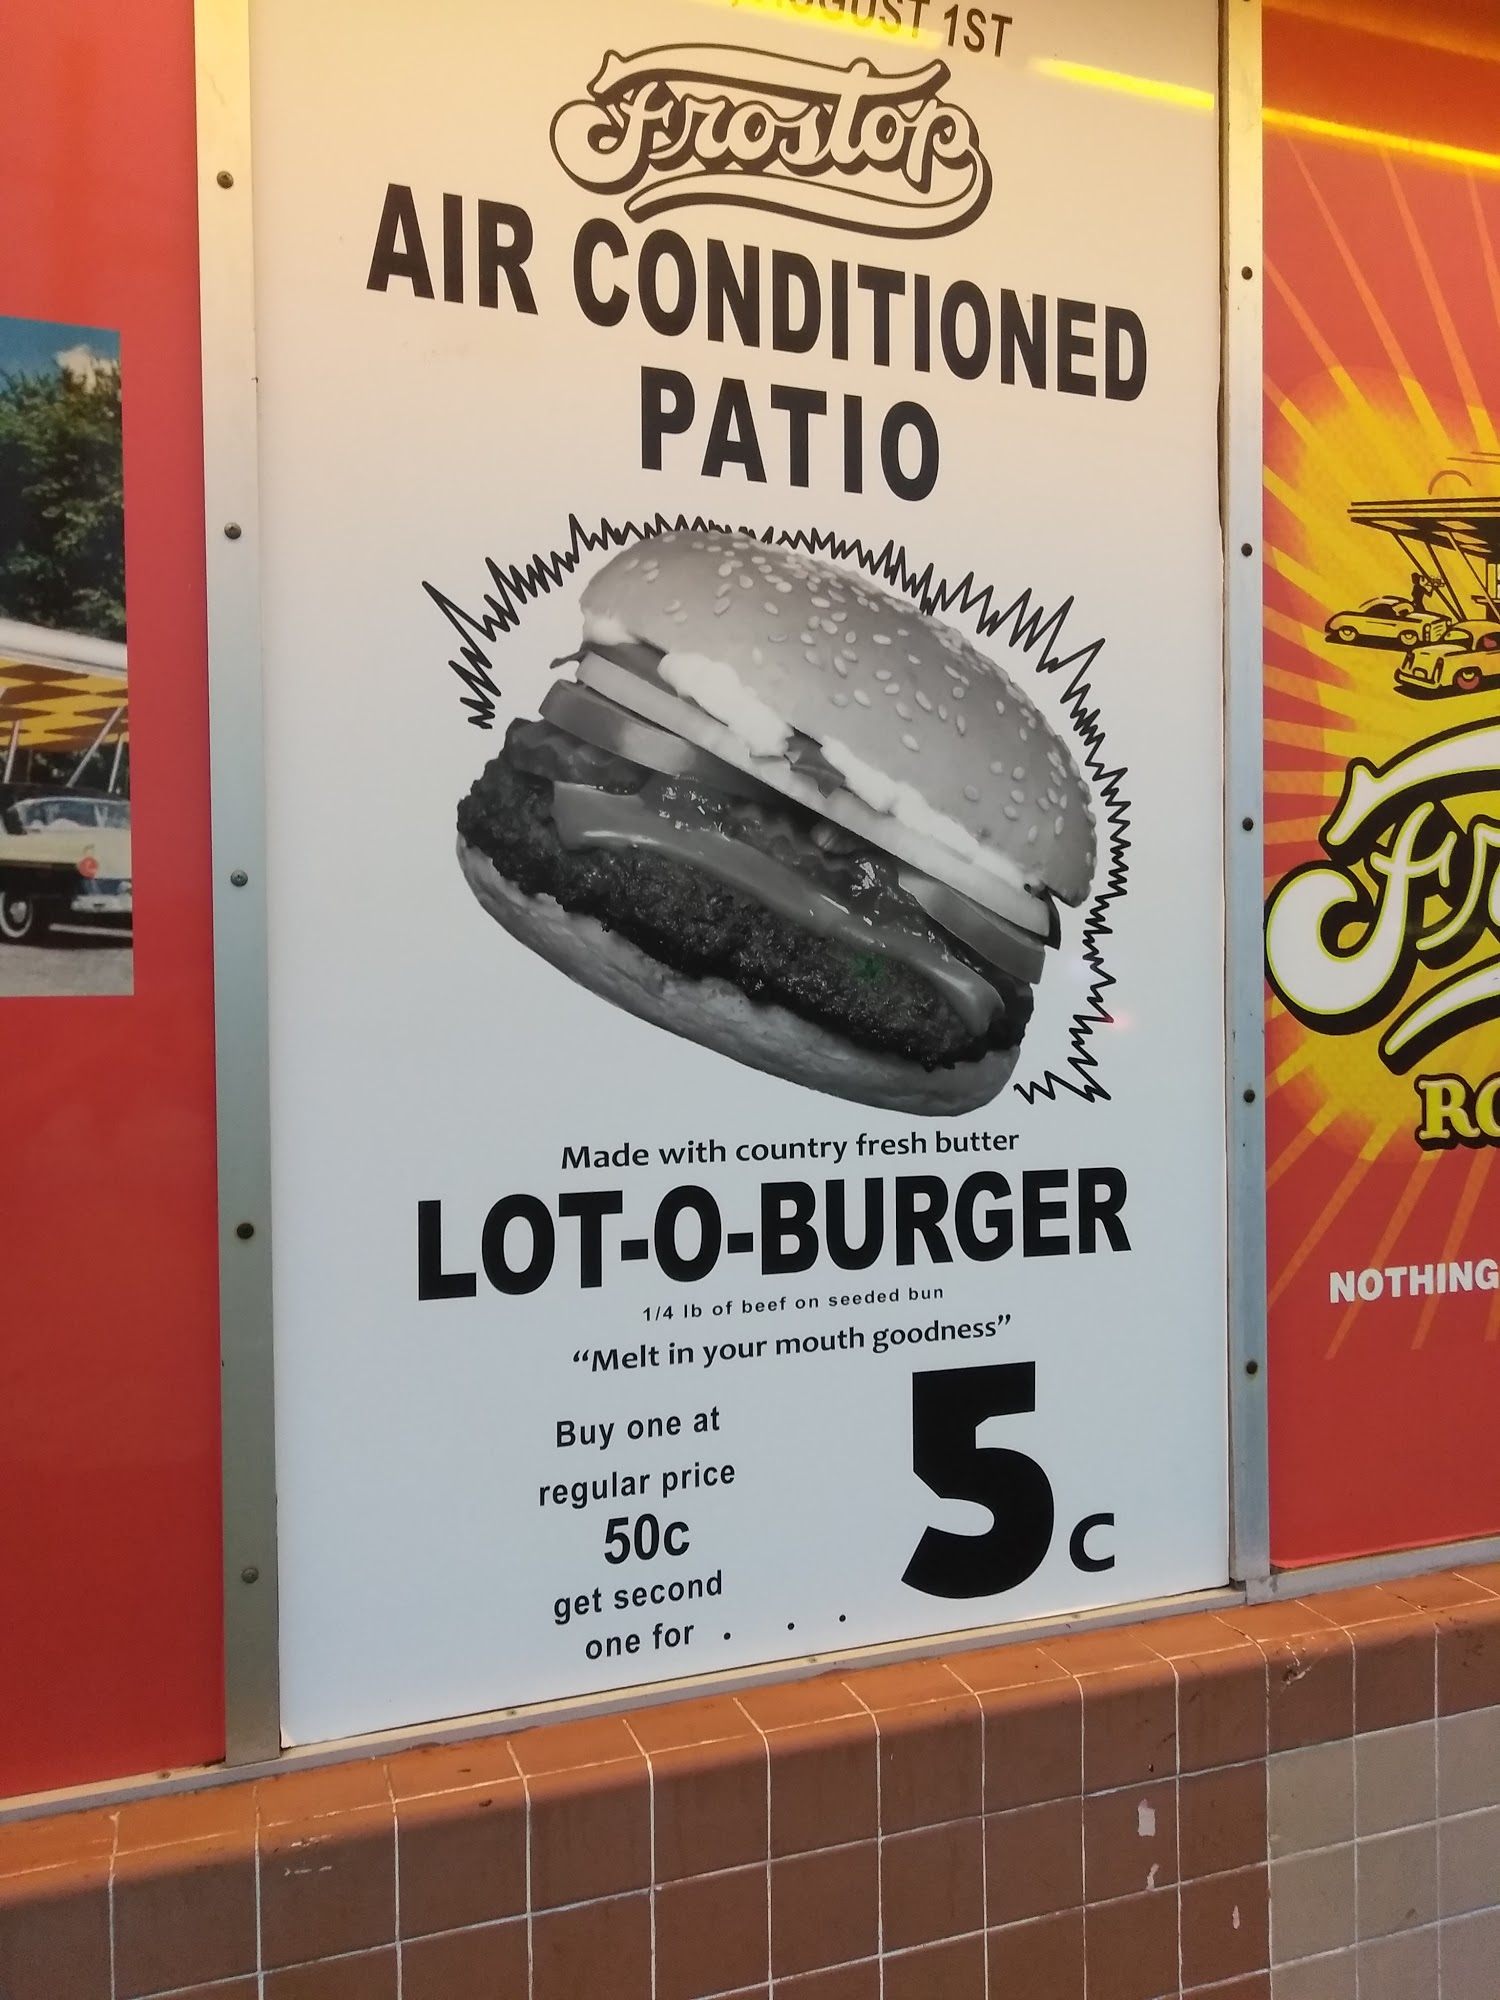 AUGUST 1ST
Frostop
AIR CONDITIONED
PATIO
Made with country fresh butter
LOT-O-BURGER
1/4 lb of beef on seeded bun
“Melt in your mouth goodness”
Buy one at
regular price
50c
get second
one for . . .
5c
NOTHING